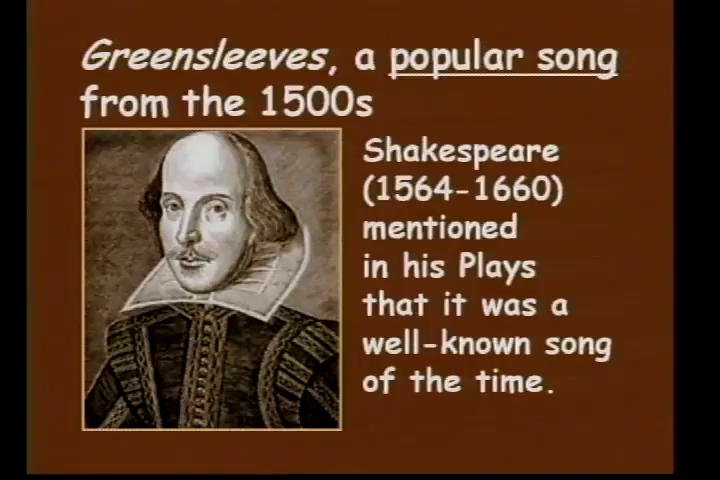 Greensleeves, a popular song
from the 1500s
Shakespeare
(1564-1660)
mentioned
in his Plays
that it was a
well-known song
of the time.